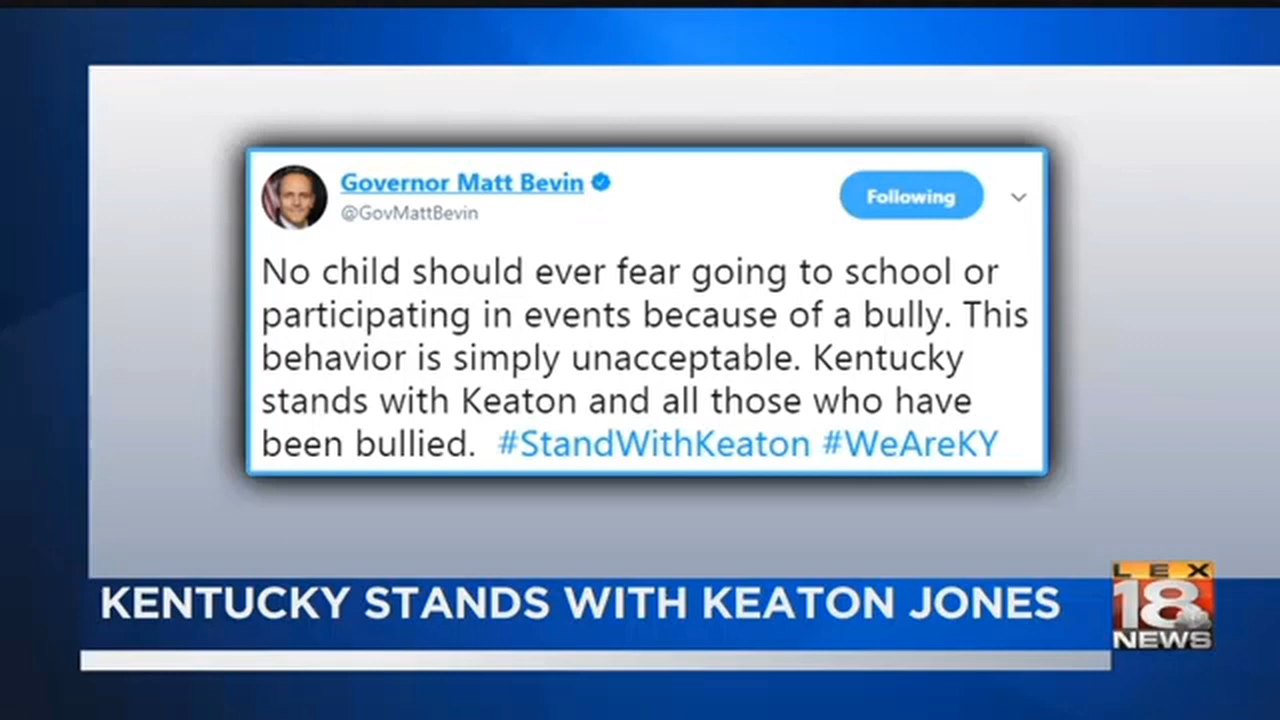 Governor Matt Bevin
@GovMattBevin
Following
No child should ever fear going to school or
participating in events because of a bully. This
behavior is simply unacceptable. Kentucky
stands with Keaton and all those who have
been bullied. #StandWithKeaton #WeAreKY
KENTUCKY STANDS WITH KEATON JONES
LEX
18
NEWS